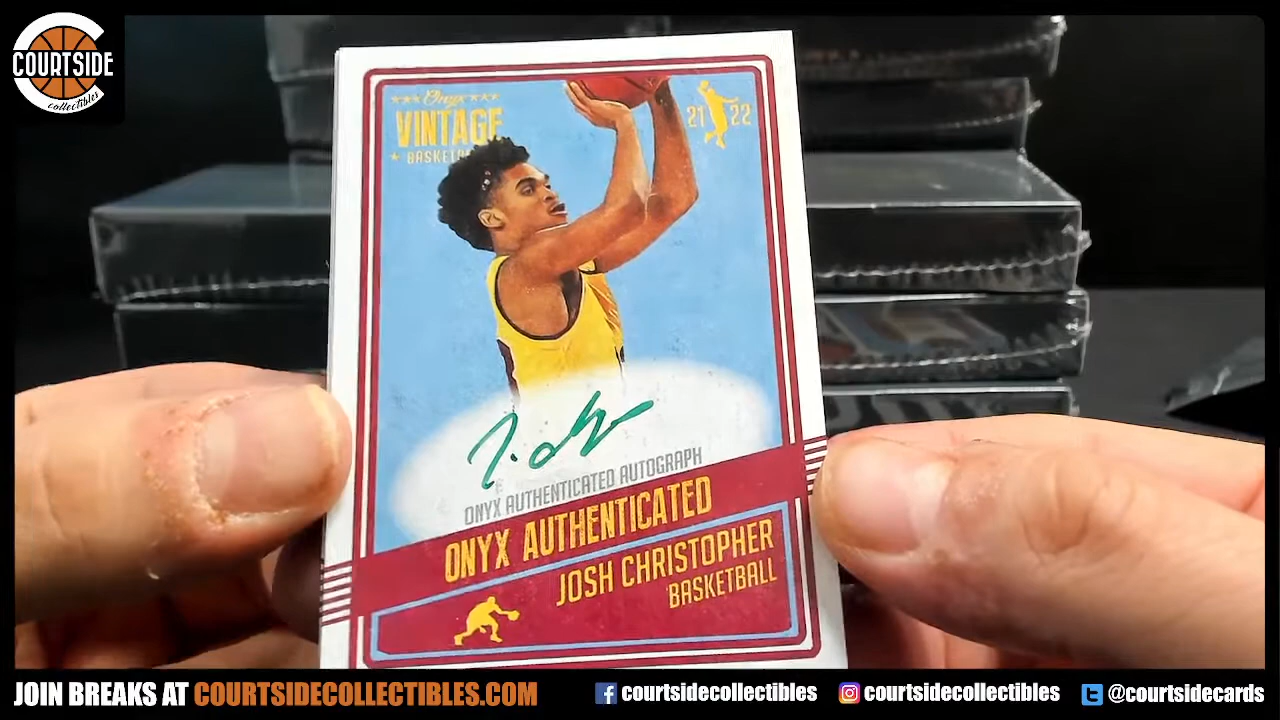 COURTSIDE
collectibles
Onyx
VINTAGE
21 22
ONYX AUTHENTICATED AUTOGRAPH
ONYX AUTHENTICATED
JOSH CHRISTOPHER
BASKETBALL
JOIN BREAKS AT COURTSIDECOLLECTIBLES.COM
courtsidecollectibles
courtsidecollectibles
@courtsidecards